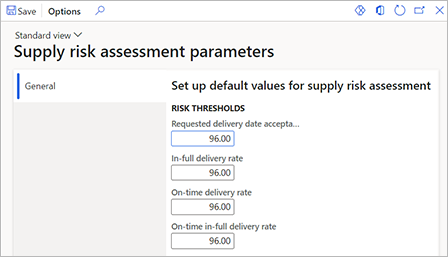 Save Options
Standard view
Supply risk assessment parameters
General
Set up default values for supply risk assessment
RISK THRESHOLDS
Requested delivery date accepta...
96.00
In-full delivery rate
96.00
On-time delivery rate
96.00
On-time in-full delivery rate
96.00